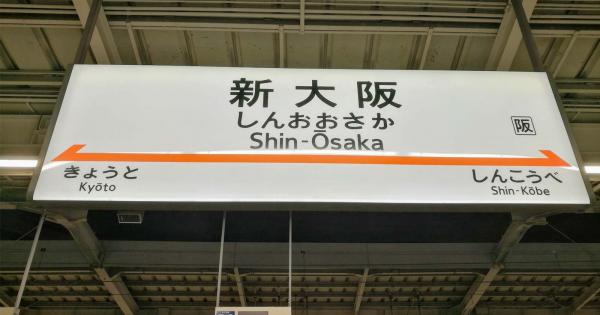 新大阪
しんおおさか
Shin-Ōsaka
阪
きょうと
Kyōto
しんこうべ
Shin-Kōbe